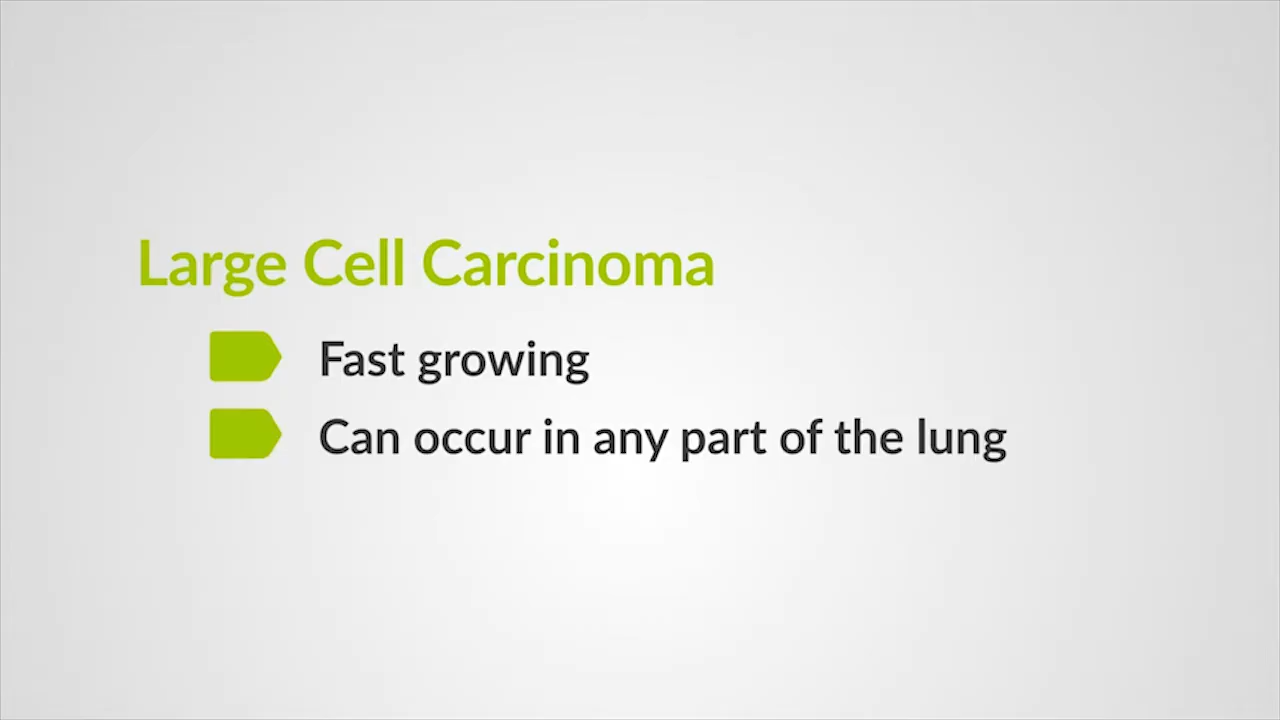 Large Cell Carcinoma
Fast growing
Can occur in any part of the lung